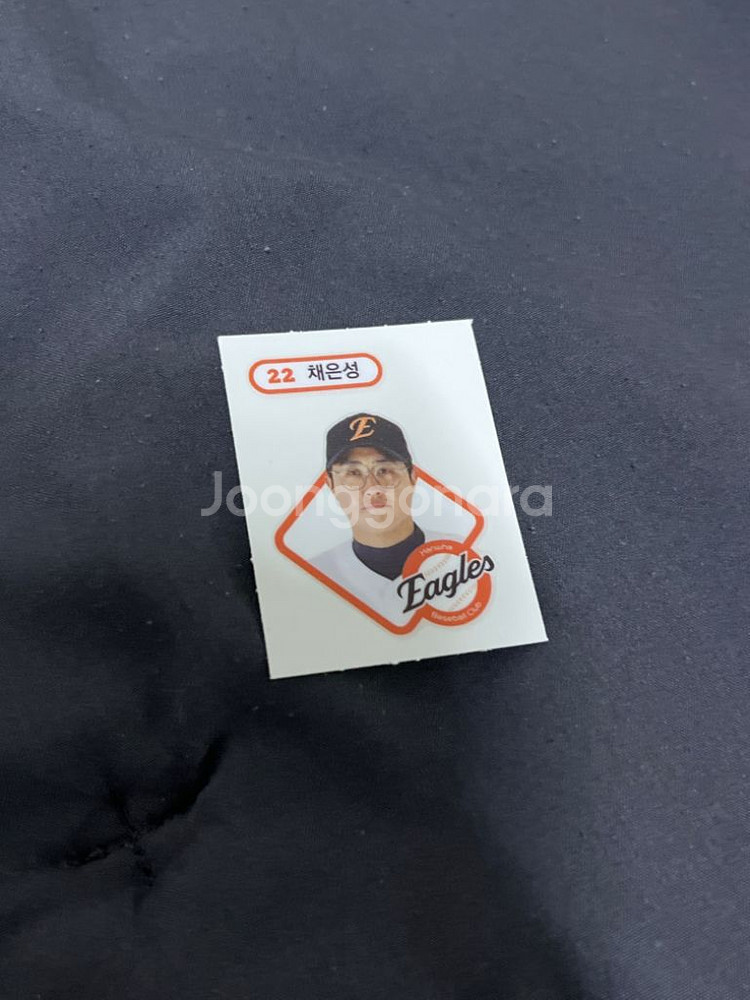 22 채은성
E
Joonggonara
Hanwha
Eagles
Baseball Club